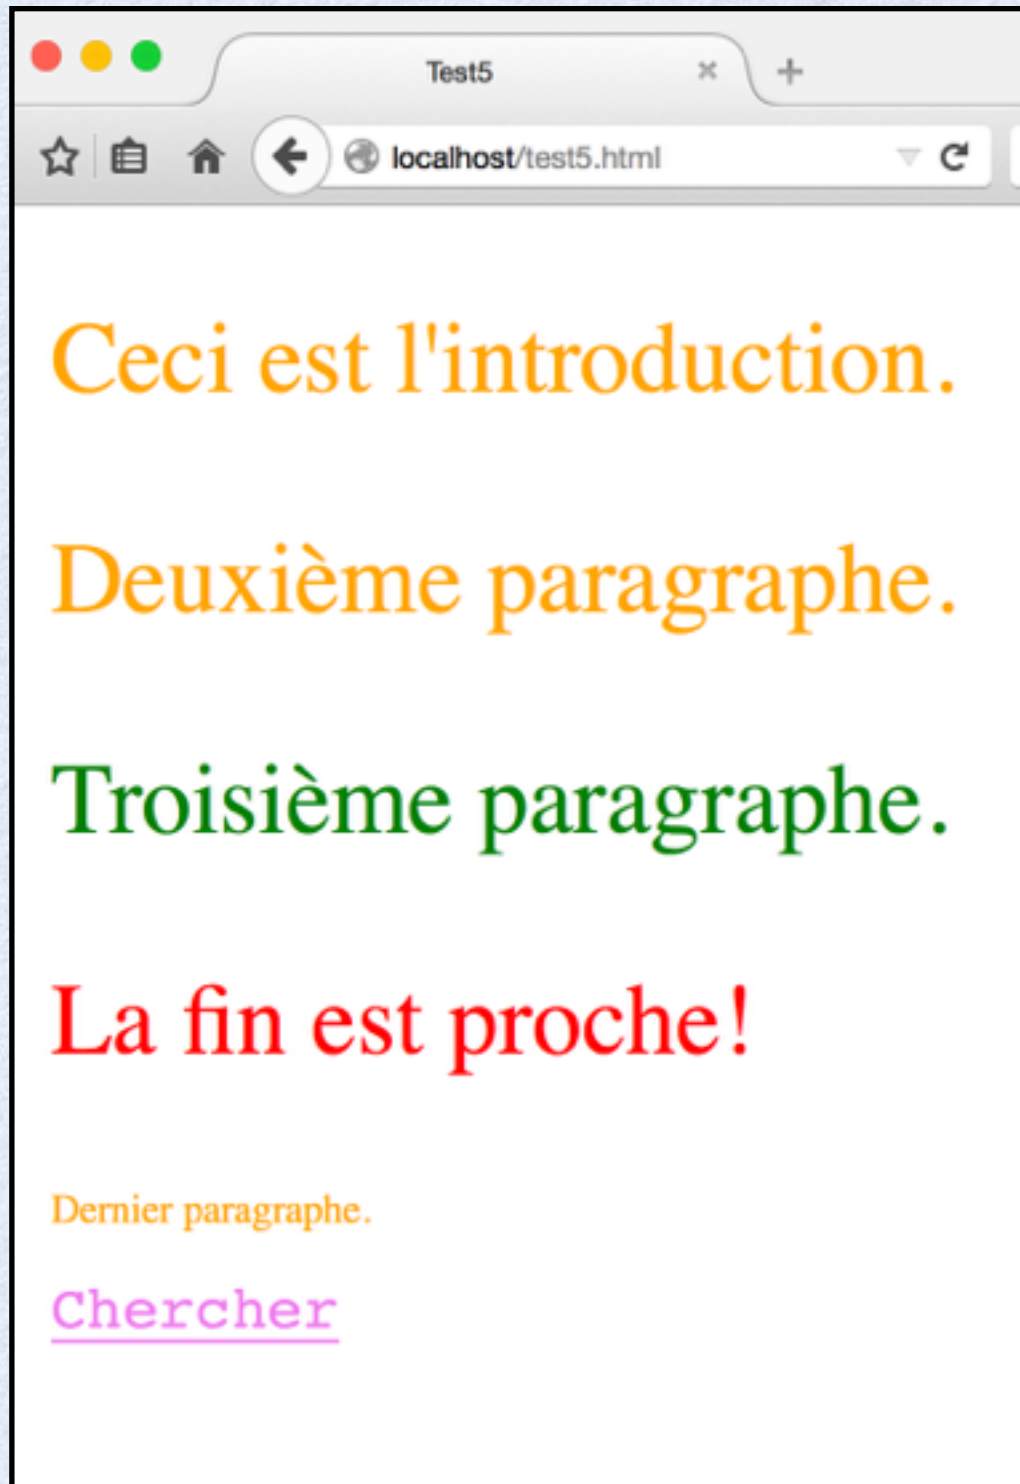 Test5
localhost/test5.html
Ceci est l'introduction.
Deuxième paragraphe.
Troisième paragraphe.
La fin est proche!
Dernier paragraphe.
Chercher